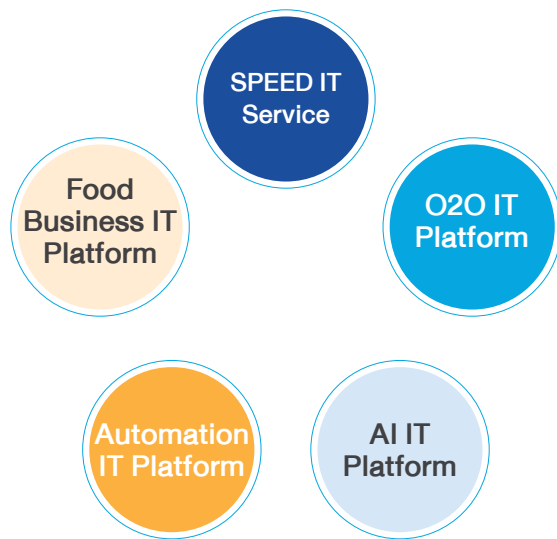 SPEED IT
Service
Food
Business IT
Platform
O2O IT
Platform
Automation
IT Platform
AI IT
Platform